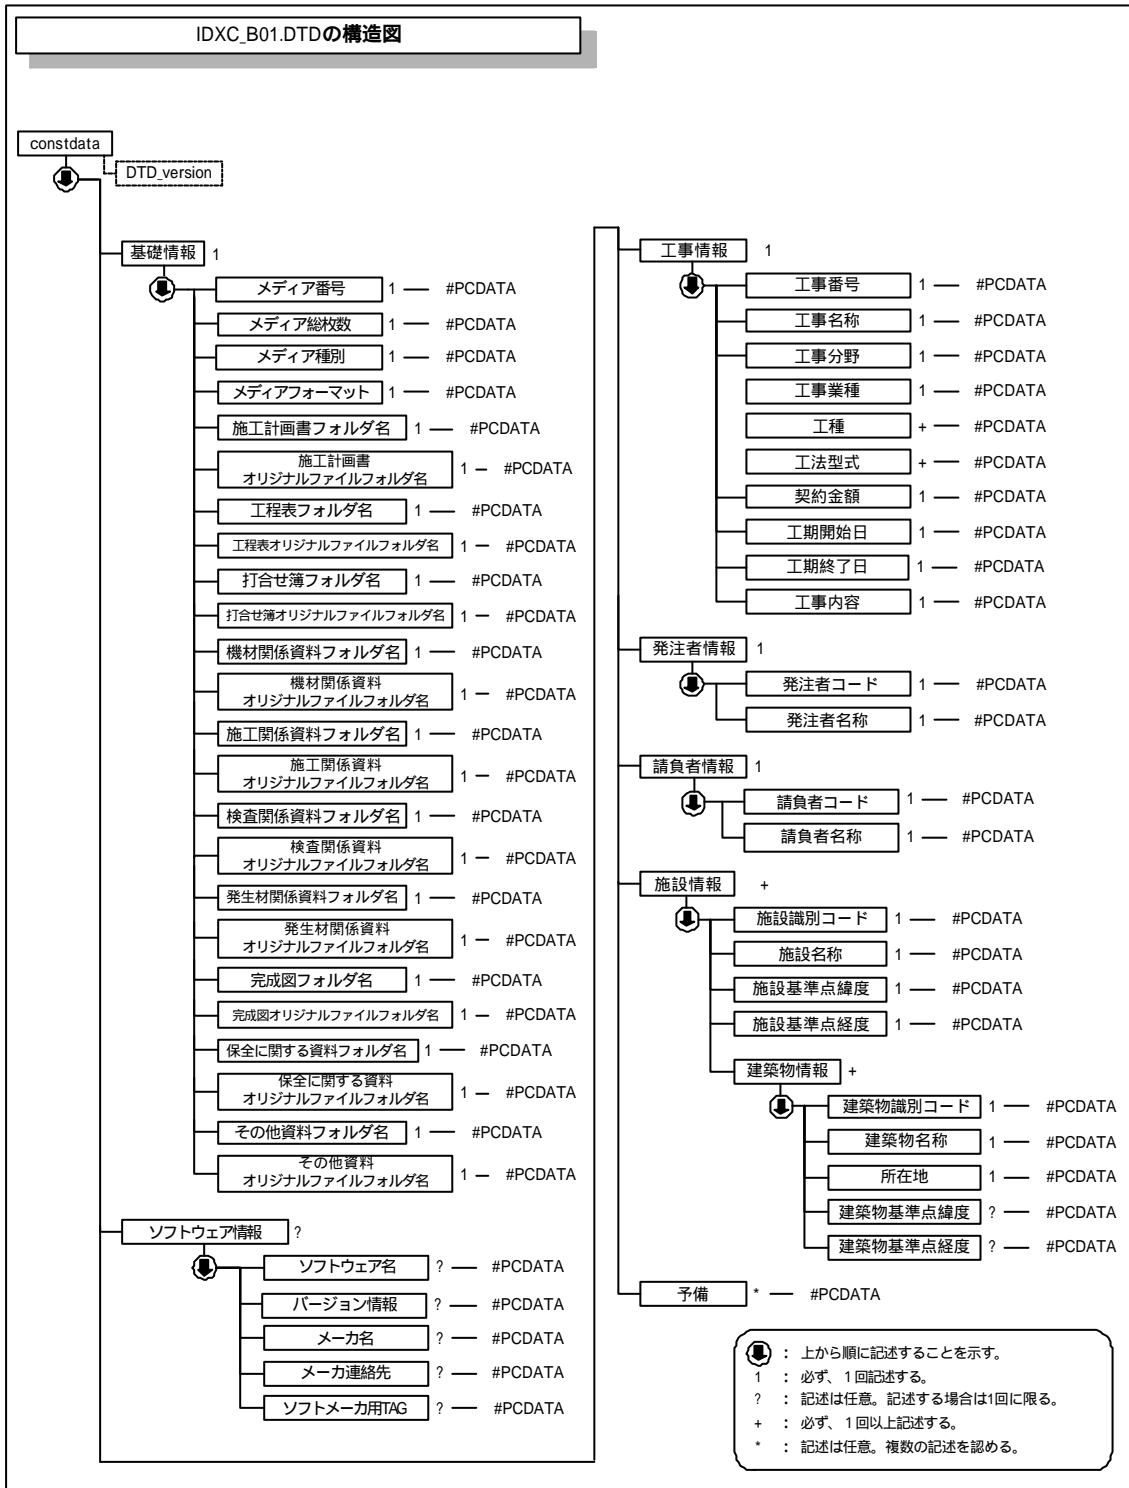 IDXC_B01.DTDの構造図
constdata
DTD_version
基礎情報 1
メディア番号 1 #PCDATA
メディア総枚数 1 #PCDATA
メディア種別 1 #PCDATA
メディアフォーマット 1 #PCDATA
施工計画書フォルダ名 1 #PCDATA
施工計画書
オリジナルファイルフォルダ名 1 #PCDATA
工程表フォルダ名 1 #PCDATA
工程表オリジナルファイルフォルダ名 1 #PCDATA
打合せ簿フォルダ名 1 #PCDATA
打合せ簿オリジナルファイルフォルダ名 1 #PCDATA
機材関係資料フォルダ名 1 #PCDATA
機材関係資料
オリジナルファイルフォルダ名 1 #PCDATA
施工関係資料フォルダ名 1 #PCDATA
施工関係資料
オリジナルファイルフォルダ名 1 #PCDATA
検査関係資料フォルダ名 1 #PCDATA
検査関係資料
オリジナルファイルフォルダ名 1 #PCDATA
発生材関係資料フォルダ名 1 #PCDATA
発生材関係資料
オリジナルファイルフォルダ名 1 #PCDATA
完成図フォルダ名 1 #PCDATA
完成図オリジナルファイルフォルダ名 1 #PCDATA
保全に関する資料フォルダ名 1 #PCDATA
保全に関する資料
オリジナルファイルフォルダ名 1 #PCDATA
その他資料フォルダ名 1 #PCDATA
その他資料
オリジナルファイルフォルダ名 1 #PCDATA
ソフトウェア情報 ?
ソフトウェア名 ? #PCDATA
バージョン情報 ? #PCDATA
メーカ名 ? #PCDATA
メーカ連絡先 ? #PCDATA
ソフトメーカ用TAG ? #PCDATA
工事情報 1
工事番号 1 #PCDATA
工事名称 1 #PCDATA
工事分野 1 #PCDATA
工事業種 1 #PCDATA
工種 + #PCDATA
工法型式 + #PCDATA
契約金額 1 #PCDATA
工期開始日 1 #PCDATA
工期終了日 1 #PCDATA
工事内容 1 #PCDATA
発注者情報 1
発注者コード 1 #PCDATA
発注者名称 1 #PCDATA
請負者情報 1
請負者コード 1 #PCDATA
請負者名称 1 #PCDATA
施設情報 +
施設識別コード 1 #PCDATA
施設名称 1 #PCDATA
施設基準点緯度 1 #PCDATA
施設基準点経度 1 #PCDATA
建築物情報 +
建築物識別コード 1 #PCDATA
建築物名称 1 #PCDATA
所在地 1 #PCDATA
建築物基準点緯度 ? #PCDATA
建築物基準点経度 ? #PCDATA
予備 * #PCDATA
: 上から順に記述することを示す。
1 : 必ず、1回記述する。
? : 記述は任意。記述する場合は1回に限る。
+ : 必ず、1回以上記述する。
* : 記述は任意。複数の記述を認める。